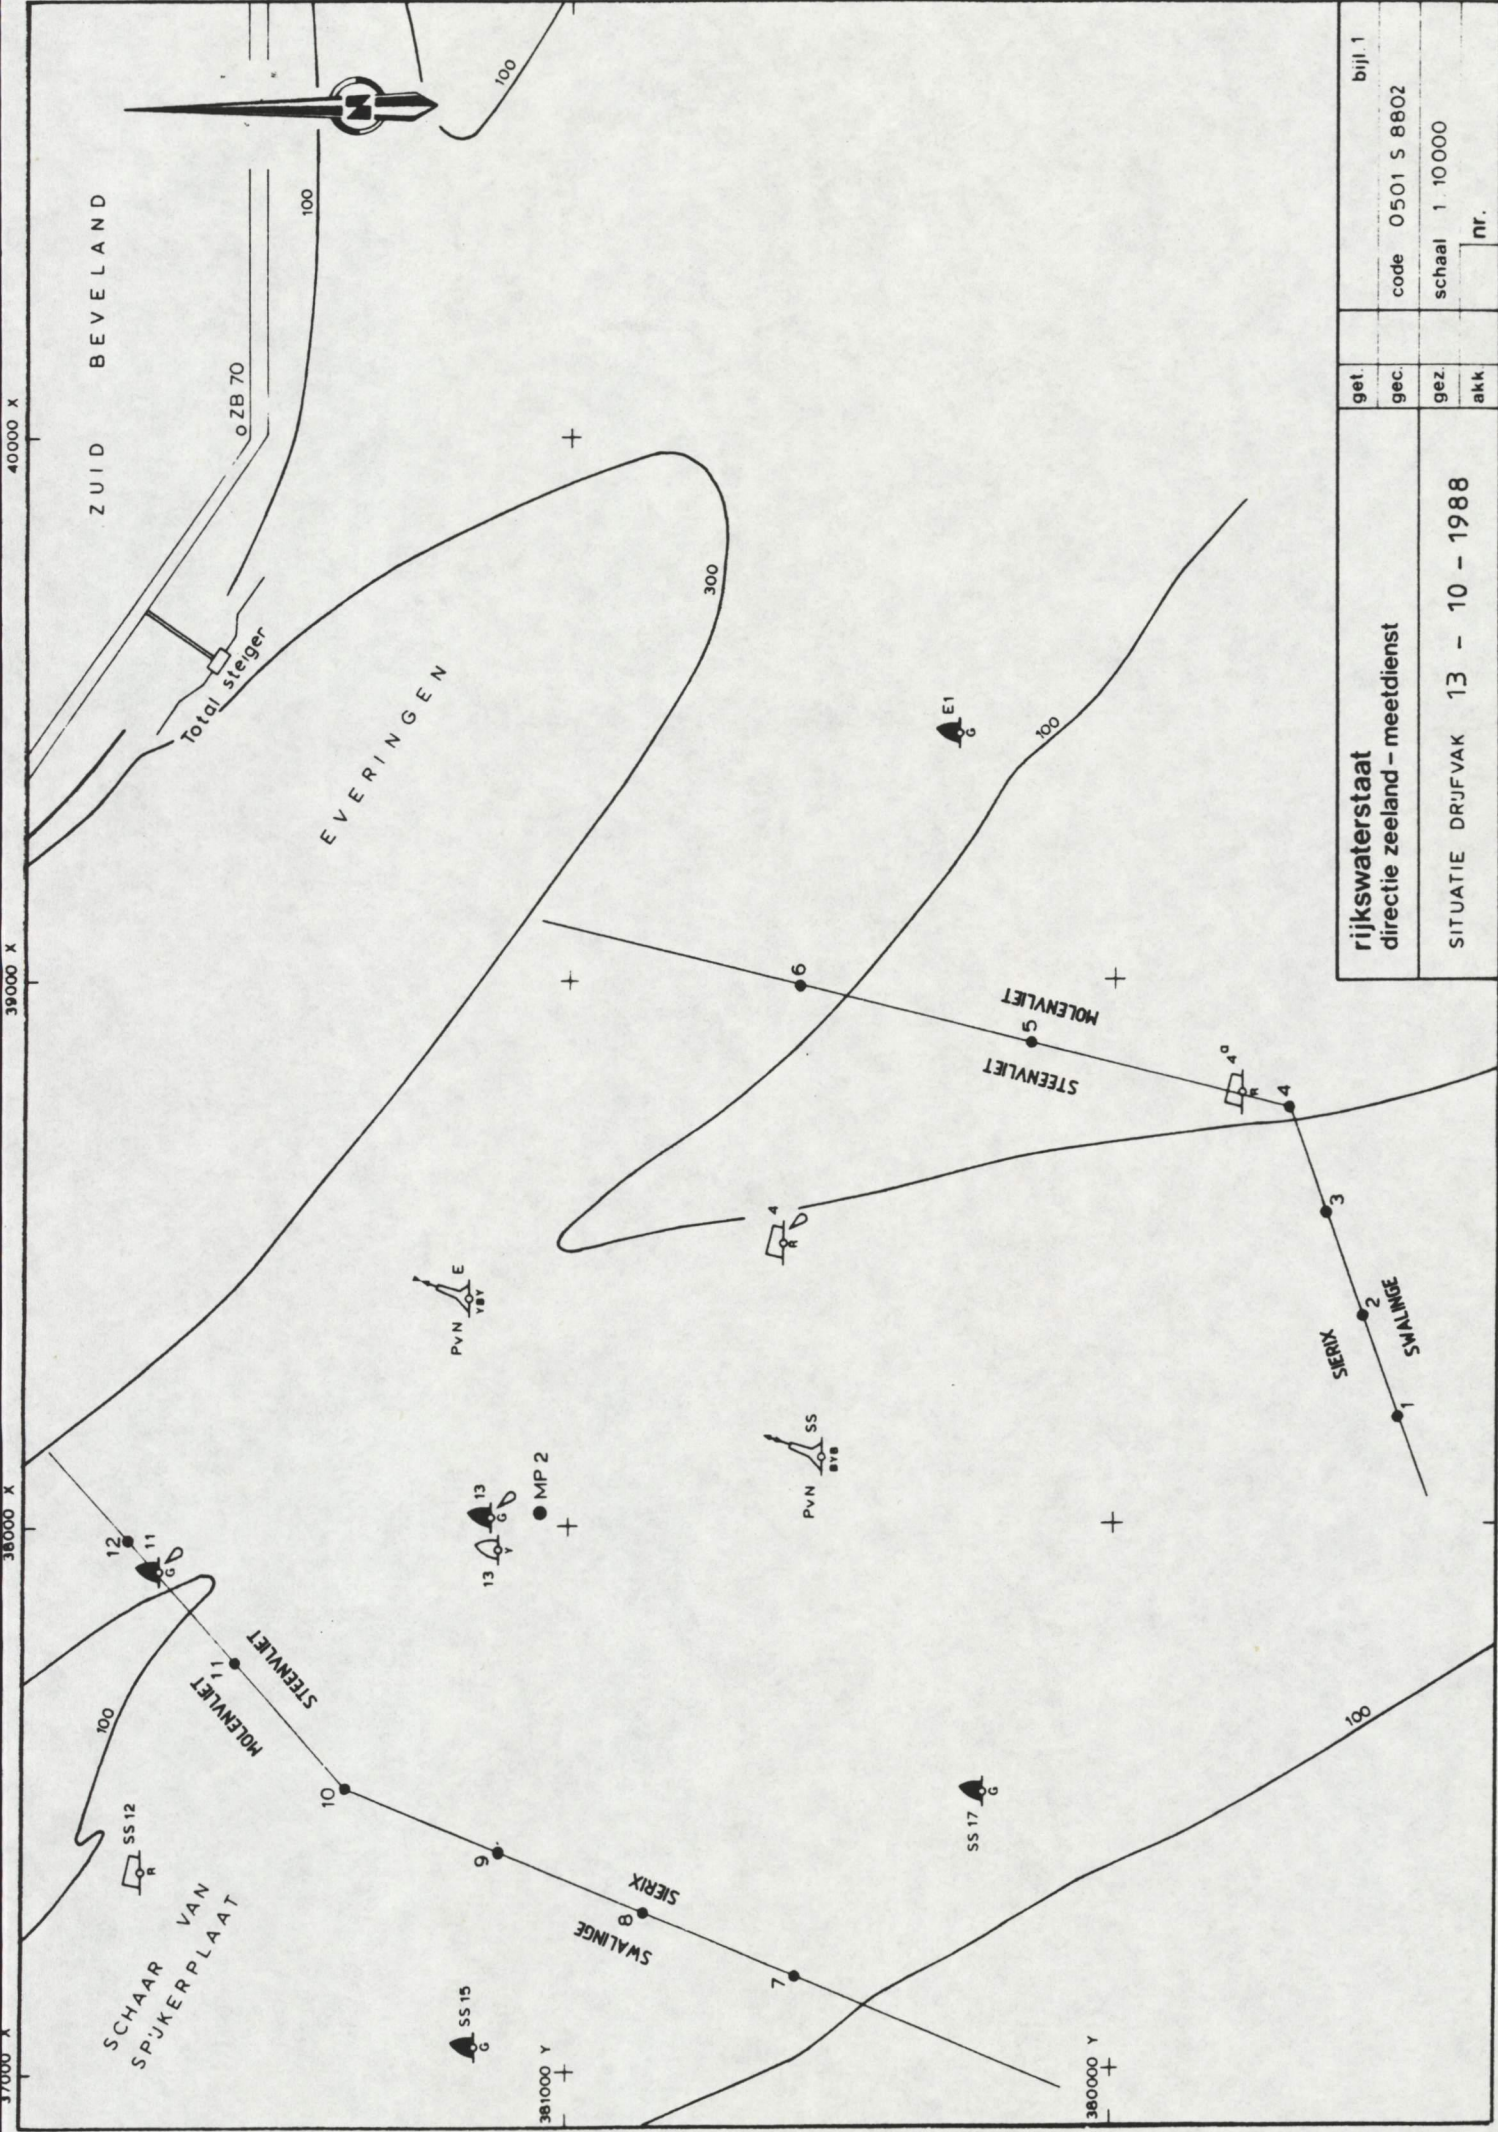 37000 X
38000 X
39000 X
40000 X
381000 Y
380000 Y
ZUID BEVELAND
ZB 70
100
100
N
Total steiger
EVERINGEN
300
SCHAAR VAN
SPIJKERPLAAT
SS 12
R
100
12
11
G
11
MOLENVLIET
STEENVLIET
10
9
8
7
SWALINGE
SIERIX
SS 15
G
13
Y
13
G
MP 2
PvN
E
YBY
PvN
SS
BYB
4
R
SS 17
G
100
E1
G
100
6
5
STEENVLIET
MOLENVLIET
4a
R
4
3
2
1
SIERIX
SWALINGE
rijkswaterstaat
directie zeeland - meetdienst
SITUATIE DRIJFVAK 13 - 10 - 1988
get.
gec.
gez.
akk.
bijl. 1
code 0501 S 8802
schaal 1:10000
nr.